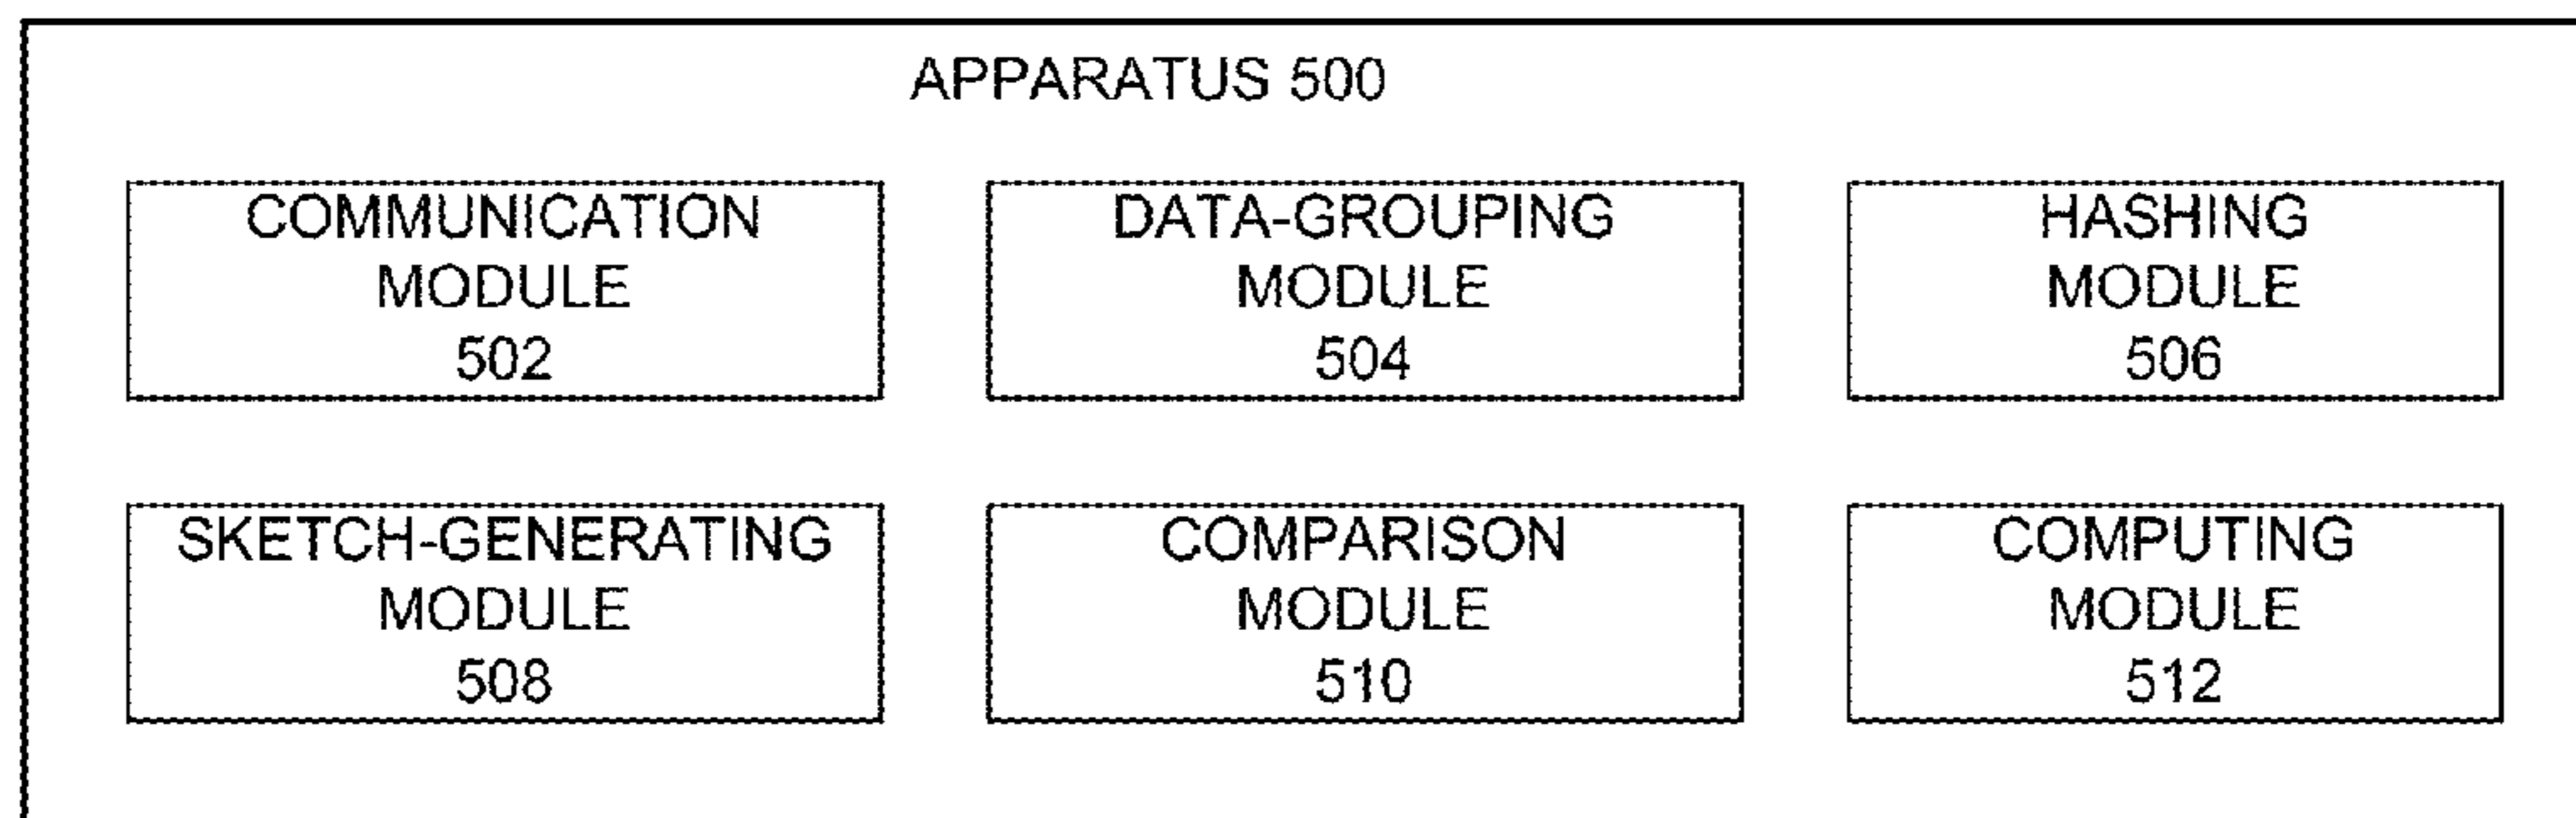 APPARATUS 500
COMMUNICATION
MODULE
502
DATA-GROUPING
MODULE
504
HASHING
MODULE
506
SKETCH-GENERATING
MODULE
508
COMPARISON
MODULE
510
COMPUTING
MODULE
512